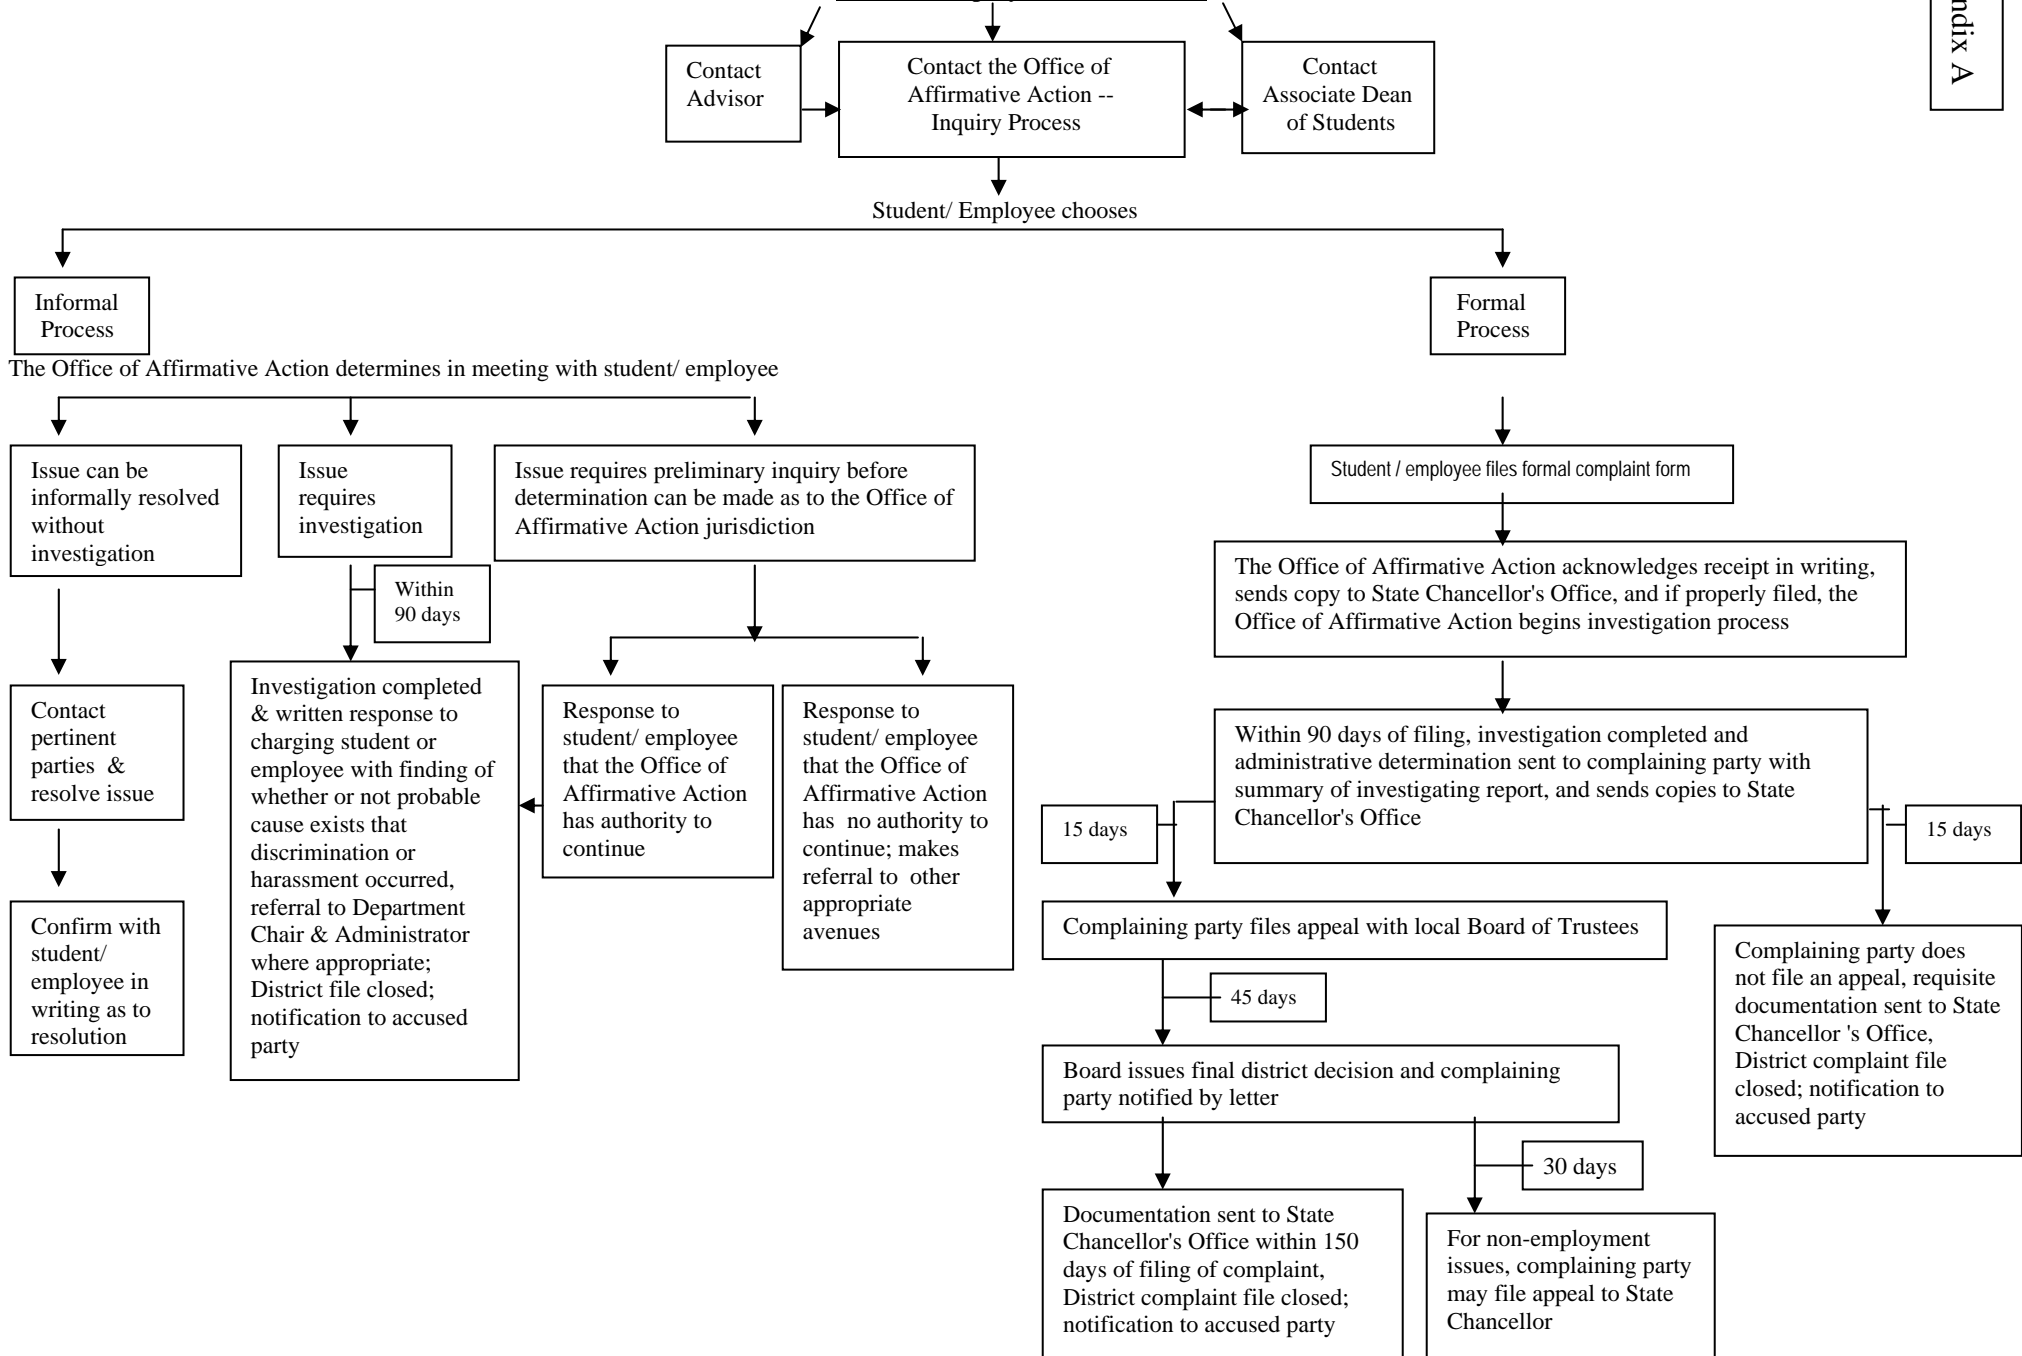 ndix A
Contact
Advisor
Contact the Office of
Affirmative Action --
Inquiry Process
Contact
Associate Dean
of Students
Student/ Employee chooses
Informal
Process
Formal
Process
The Office of Affirmative Action determines in meeting with student/ employee
Issue can be
informally resolved
without
investigation
Issue
requires
investigation
Issue requires preliminary inquiry before
determination can be made as to the Office of
Affirmative Action jurisdiction
Student / employee files formal complaint form
Within
90 days
The Office of Affirmative Action acknowledges receipt in writing,
sends copy to State Chancellor's Office, and if properly filed, the
Office of Affirmative Action begins investigation process
Contact
pertinent
parties &
resolve issue
Investigation completed
& written response to
charging student or
employee with finding of
whether or not probable
cause exists that
discrimination or
harassment occurred,
referral to Department
Chair & Administrator
where appropriate;
District file closed;
notification to accused
party
Response to
student/ employee
that the Office of
Affirmative Action
has authority to
continue
Response to
student/ employee
that the Office of
Affirmative Action
has no authority to
continue; makes
referral to other
appropriate
avenues
Within 90 days of filing, investigation completed and
administrative determination sent to complaining party with
summary of investigating report, and sends copies to State
Chancellor's Office
15 days
15 days
Confirm with
student/
employee in
writing as to
resolution
Complaining party files appeal with local Board of Trustees
Complaining party does
not file an appeal, requisite
documentation sent to State
Chancellor 's Office,
District complaint file
closed; notification to
accused party
45 days
Board issues final district decision and complaining
party notified by letter
30 days
Documentation sent to State
Chancellor's Office within 150
days of filing of complaint,
District complaint file closed;
notification to accused party
For non-employment
issues, complaining party
may file appeal to State
Chancellor